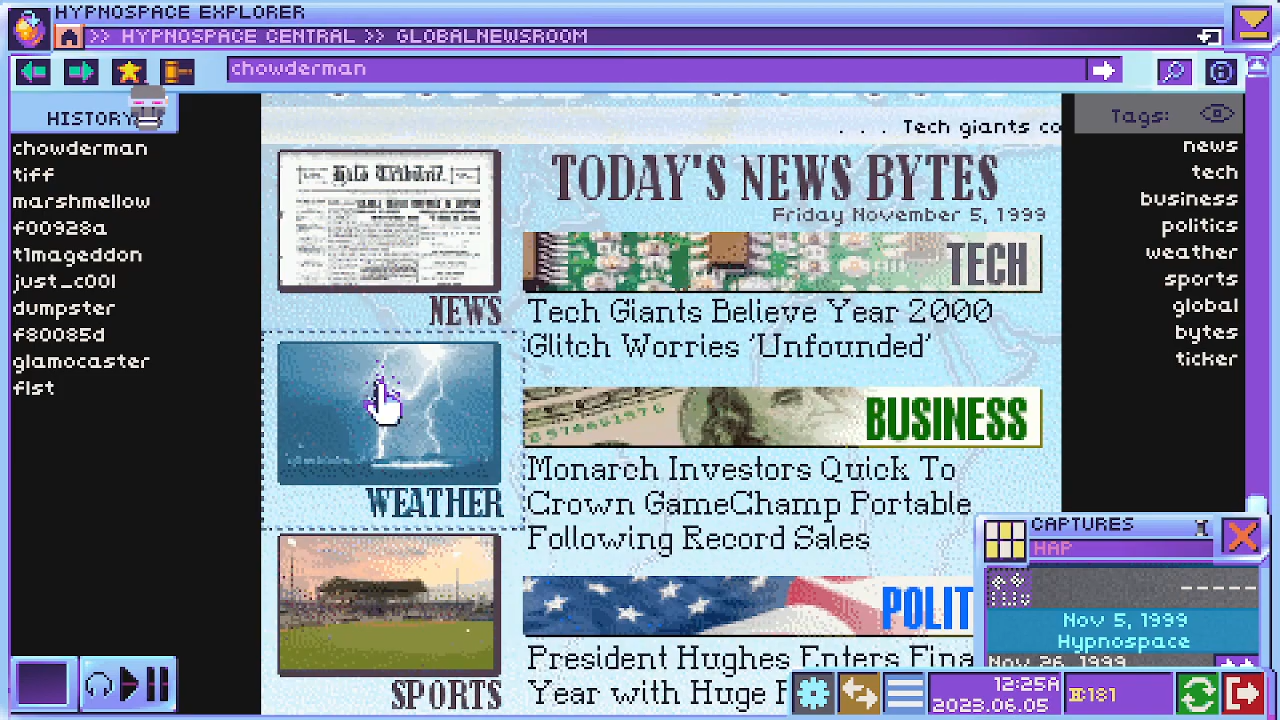 HYPNOSPACE EXPLORER
>> HYPNOSPACE CENTRAL >> GLOBALNEWSROOM
chowderman
HISTORY
chowderman
tiff
marshmellow
f00928a
t1mageddon
just_c00l
dumpster
f80085d
glamocaster
flst
. . . Tech giants co
NEWS
WEATHER
SPORTS
TODAY'S NEWS BYTES
Friday November 5, 1999
TECH
Tech Giants Believe Year 2000
Glitch Worries 'Unfounded'
BUSINESS
Monarch Investors Quick To
Crown GameChamp Portable
Following Record Sales
POLIT
President Hughes Enters Fina
Year with Huge
Tags:
news
tech
business
politics
weather
sports
global
bytes
ticker
CAPTURES
HAP
------
Nov 5, 1999
Hypnospace
Nov 26, 1999
12:25A
2023.06.05
:181